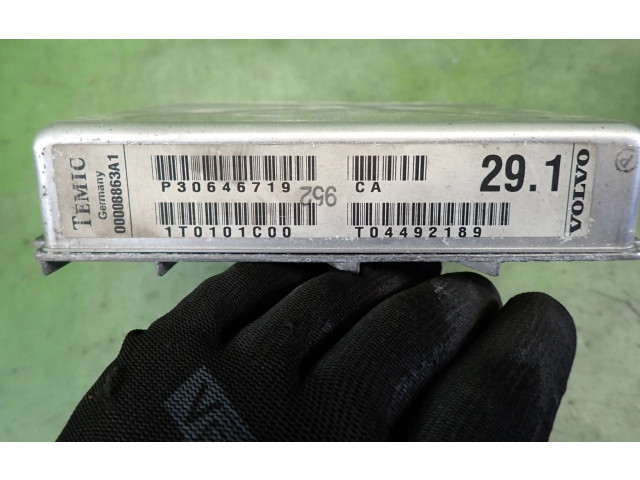 TEMIC
Germany
00008863A1
P30646719
CA
29.1
VOLVO
952
1T0101C00
T04492189